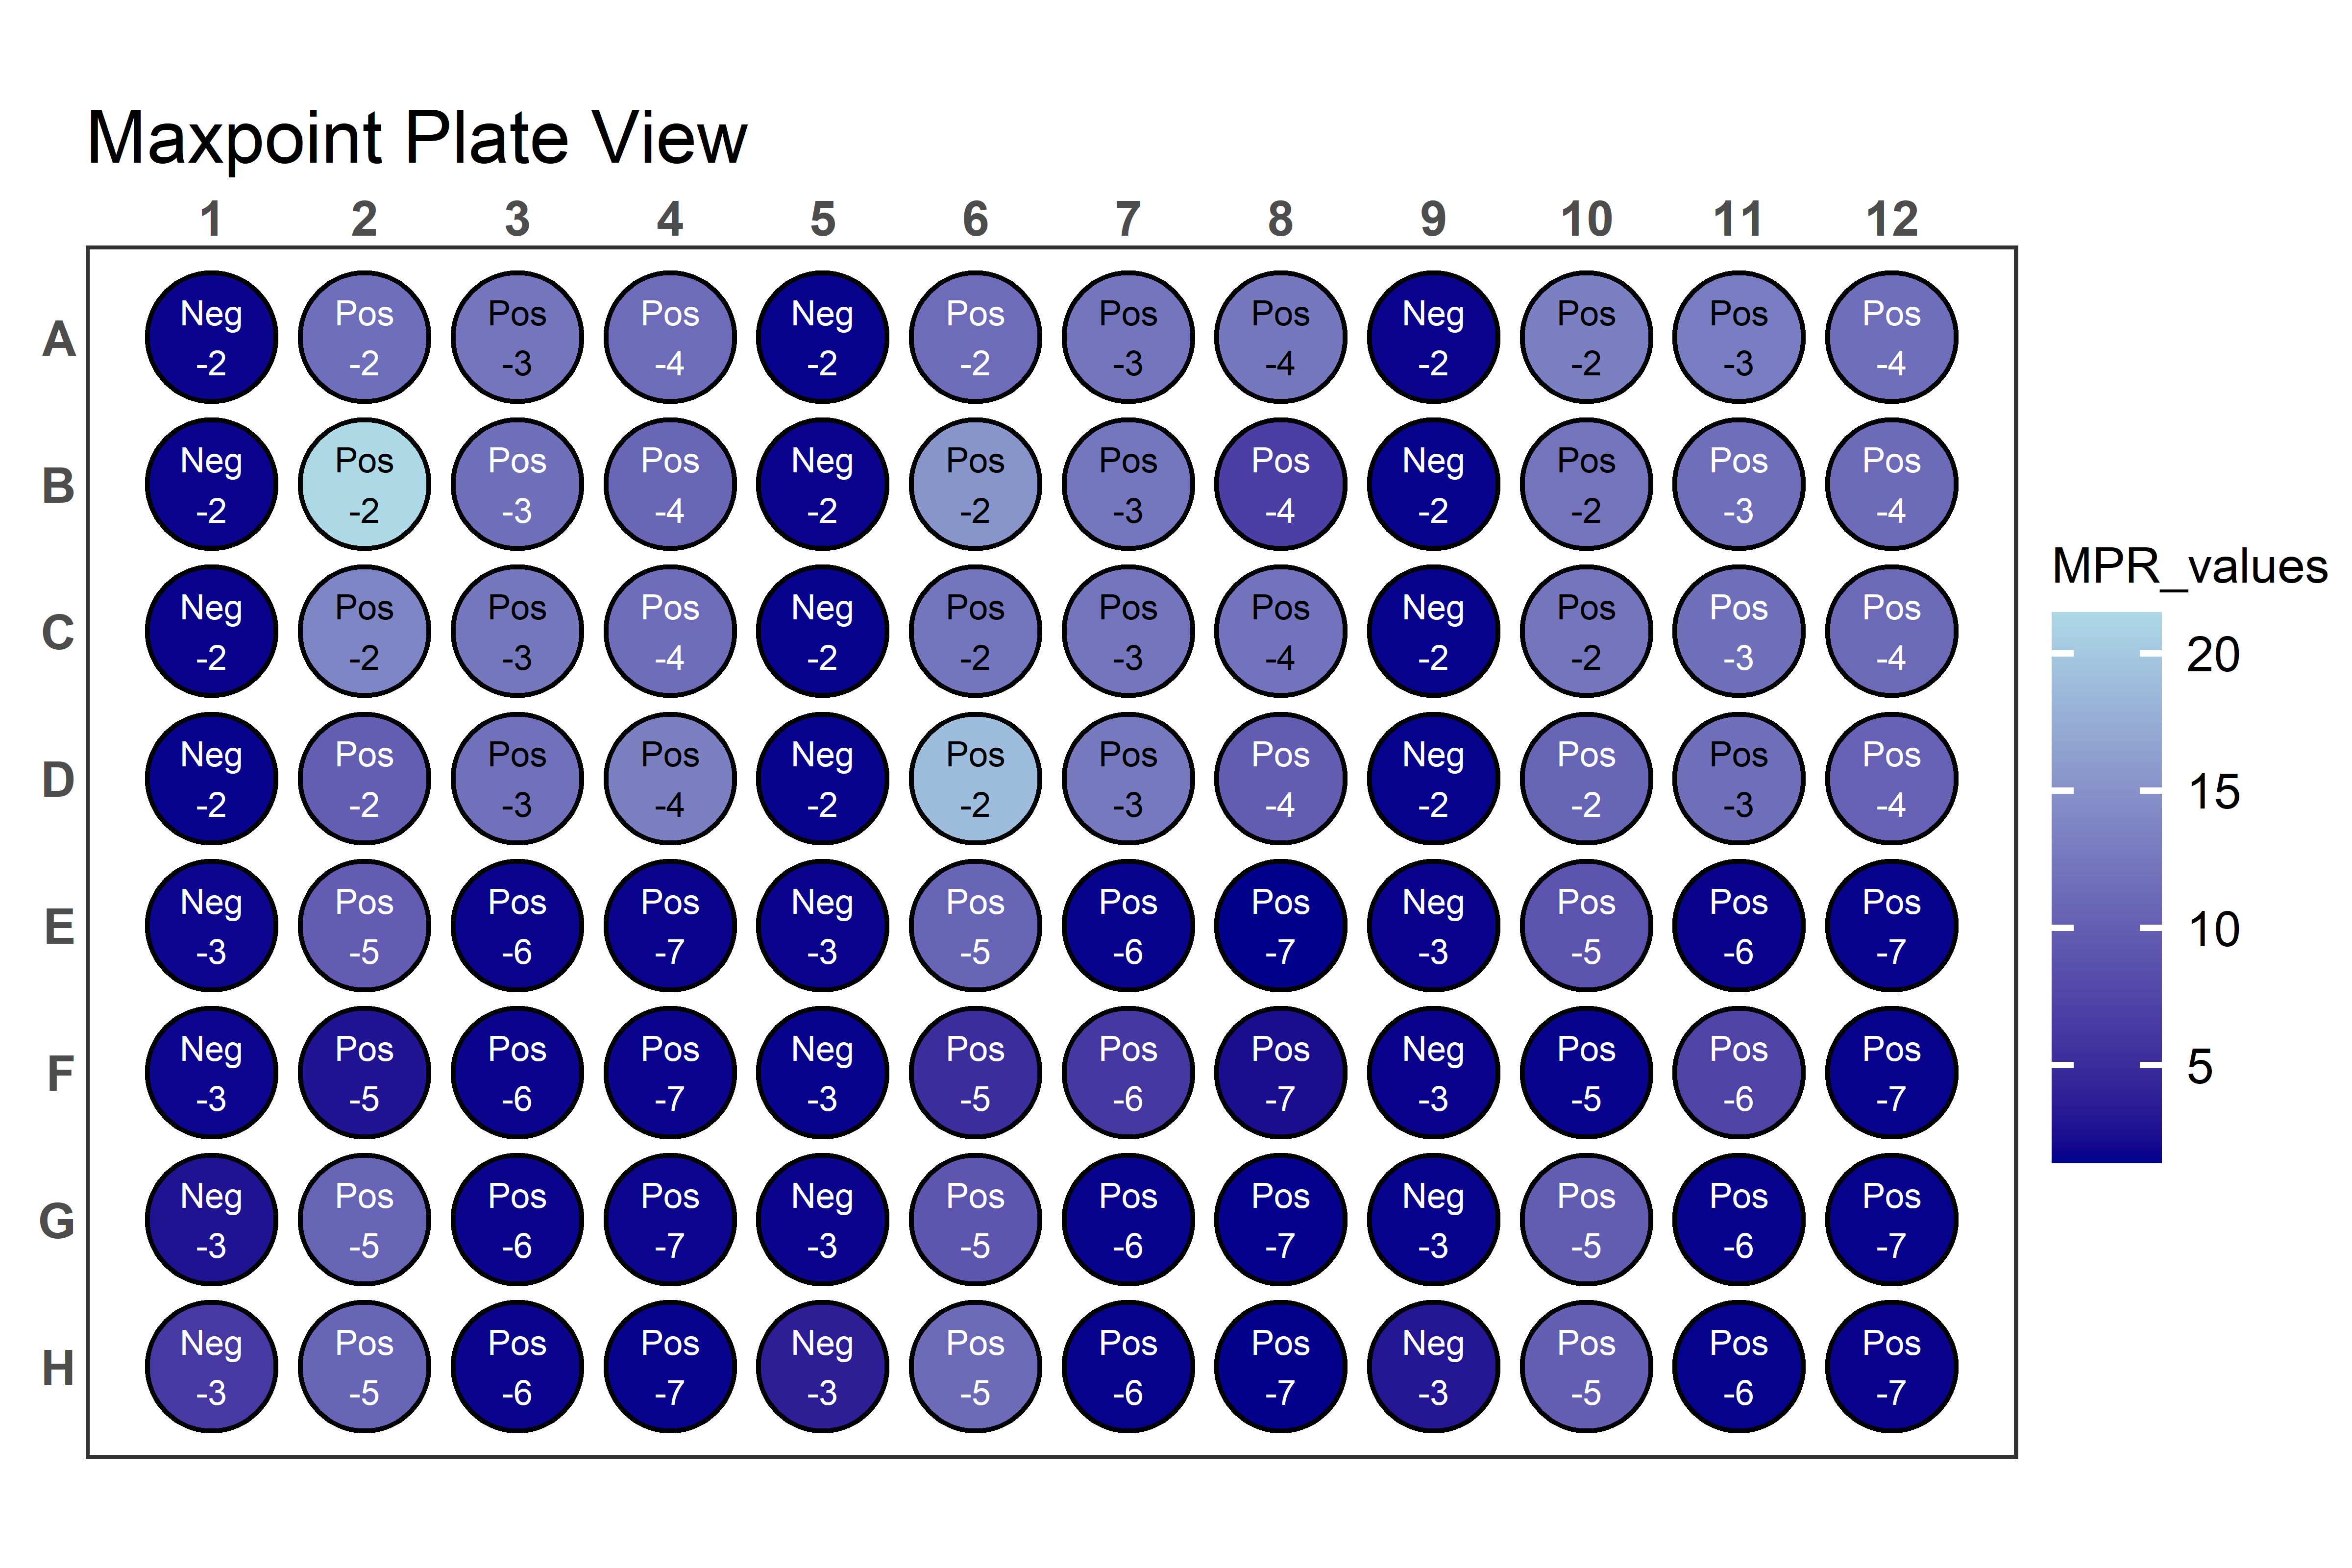 Maxpoint Plate View
1 2 3 4 5 6 7 8 9 10 11 12
A Neg Pos Pos Pos Neg Pos Pos Pos Neg Pos Pos Pos
-2 -2 -3 -4 -2 -2 -3 -4 -2 -2 -3 -4
B Neg Pos Pos Pos Neg Pos Pos Pos Neg Pos Pos Pos
-2 -2 -3 -4 -2 -2 -3 -4 -2 -2 -3 -4
C Neg Pos Pos Pos Neg Pos Pos Pos Neg Pos Pos Pos
-2 -2 -3 -4 -2 -2 -3 -4 -2 -2 -3 -4
D Neg Pos Pos Pos Neg Pos Pos Pos Neg Pos Pos Pos
-2 -2 -3 -4 -2 -2 -3 -4 -2 -2 -3 -4
E Neg Pos Pos Pos Neg Pos Pos Pos Neg Pos Pos Pos
-3 -5 -6 -7 -3 -5 -6 -7 -3 -5 -6 -7
F Neg Pos Pos Pos Neg Pos Pos Pos Neg Pos Pos Pos
-3 -5 -6 -7 -3 -5 -6 -7 -3 -5 -6 -7
G Neg Pos Pos Pos Neg Pos Pos Pos Neg Pos Pos Pos
-3 -5 -6 -7 -3 -5 -6 -7 -3 -5 -6 -7
H Neg Pos Pos Pos Neg Pos Pos Pos Neg Pos Pos Pos
-3 -5 -6 -7 -3 -5 -6 -7 -3 -5 -6 -7
MPR_values
20
15
10
5